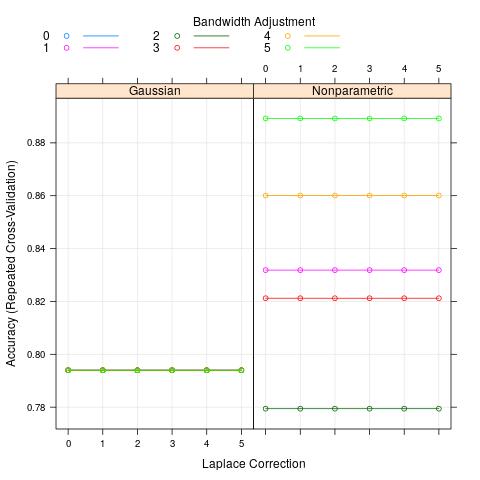 Bandwidth Adjustment
0 2 4
1 3 5
0 1 2 3 4 5
Gaussian Nonparametric
0.88
0.86
0.84
0.82
0.80
0.78
Accuracy (Repeated Cross-Validation)
0 1 2 3 4 5
Laplace Correction